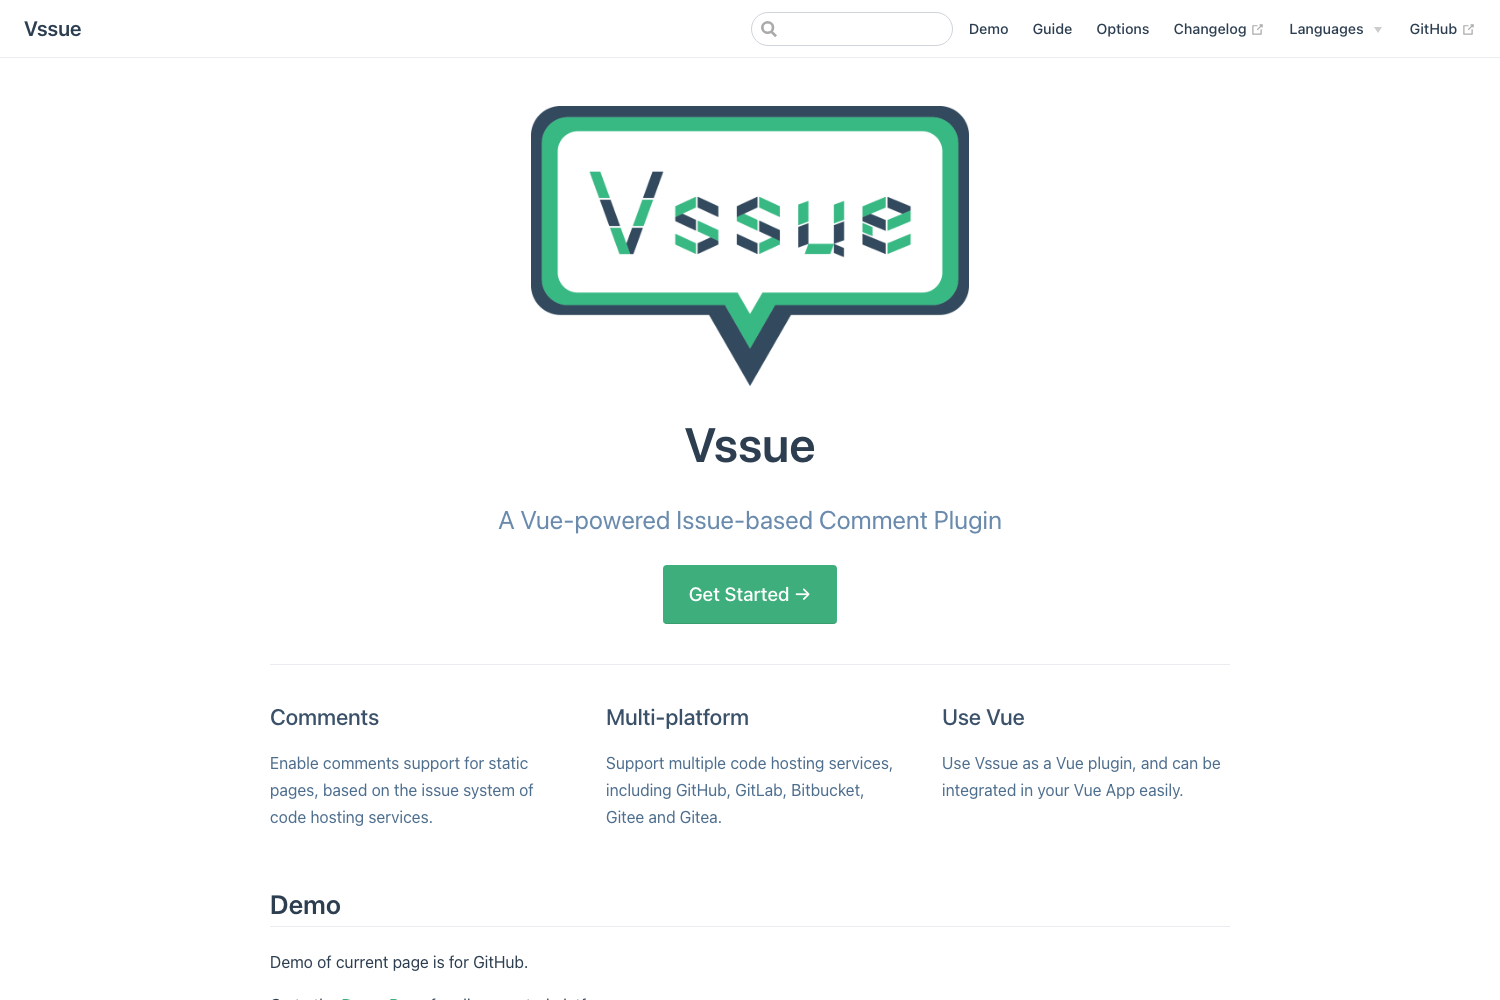 Vssue
Demo
Guide
Options
Changelog
Languages
GitHub
Vssue
Vssue
A Vue-powered Issue-based Comment Plugin
Get Started →
Comments
Enable comments support for static
pages, based on the issue system of
code hosting services.
Multi-platform
Support multiple code hosting services,
including GitHub, GitLab, Bitbucket,
Gitee and Gitea.
Use Vue
Use Vssue as a Vue plugin, and can be
integrated in your Vue App easily.
Demo
Demo of current page is for GitHub.